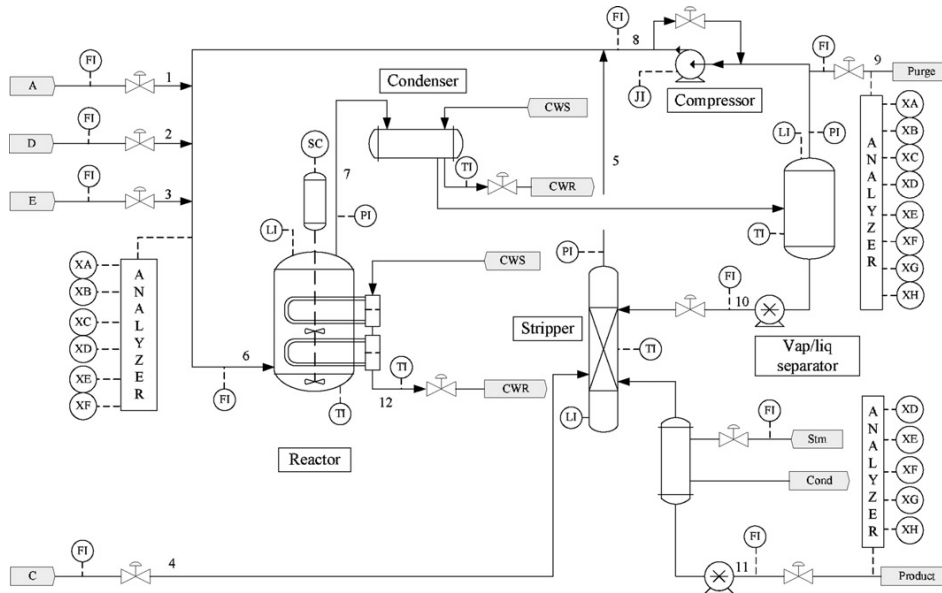 FI
8
FI
9
Purge
FI
A
1
Condenser
JI
Compressor
CWS
XA
XB
XC
XD
XE
XF
XG
XH
ANALYZER
FI
D
2
SC
LI
PI
7
TI
CWR
5
FI
E
3
PI
LI
TI
PI
CWS
XA
XB
XC
XD
XE
XF
ANALYZER
FI
10
Stripper
TI
Vap/liq
separator
6
FI
TI
12
CWR
TI
LI
Reactor
FI
Stm
Cond
XD
XE
XF
XG
XH
ANALYZER
FI
C
4
FI
11
Product